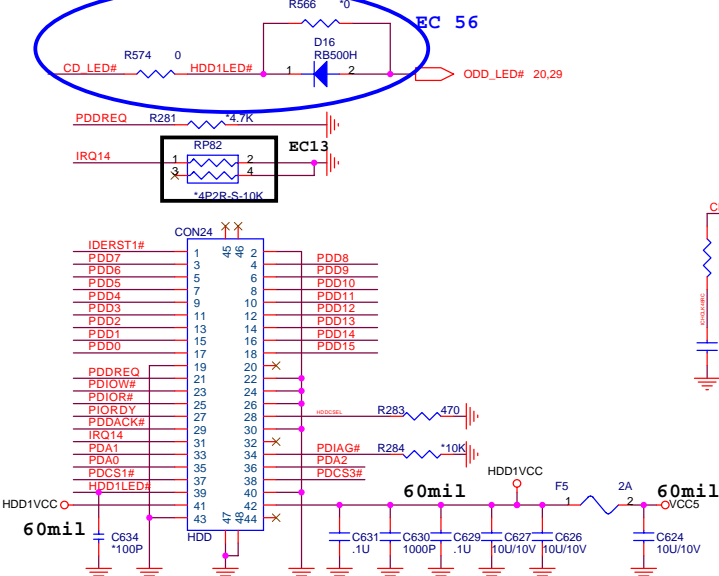 R566 *0
EC 56
D16
RB500H
R574 0
CD_LED# HDD1LED# 1 2 ODD_LED# 20,29
PDDREQ R281 *4.7K
RP82 EC13
IRQ14 1 2
3 4
*4P2R-S-10K
CON24
45 46
IDERST1# 1 2
PDD7 3 4 PDD8
PDD6 5 6 PDD9
PDD5 7 8 PDD10
PDD4 9 10 PDD11
PDD3 11 12 PDD12
PDD2 13 14 PDD13
PDD1 15 16 PDD14
PDD0 17 18 PDD15
19 20
PDDREQ 21 22
PDIOW# 23 24
PDIOR# 25 26
PIORDY 27 28 HDDCSEL R283 470
PDDACK# 29 30
IRQ14 31 32
PDA1 33 34 PDIAG# R284 *10K
PDA0 35 36 PDA2
PDCS1# 37 38 PDCS3#
HDD1LED# 39 40
HDD1VCC 41 42 60mil HDD1VCC F5 2A 60mil
1 2 VCC5
43 44
47 48
HDD
60mil
C634
*100P
C631
.1U
C630
1000P
C629
.1U
C627
10U/10V
C626
10U/10V
C624
10U/10V